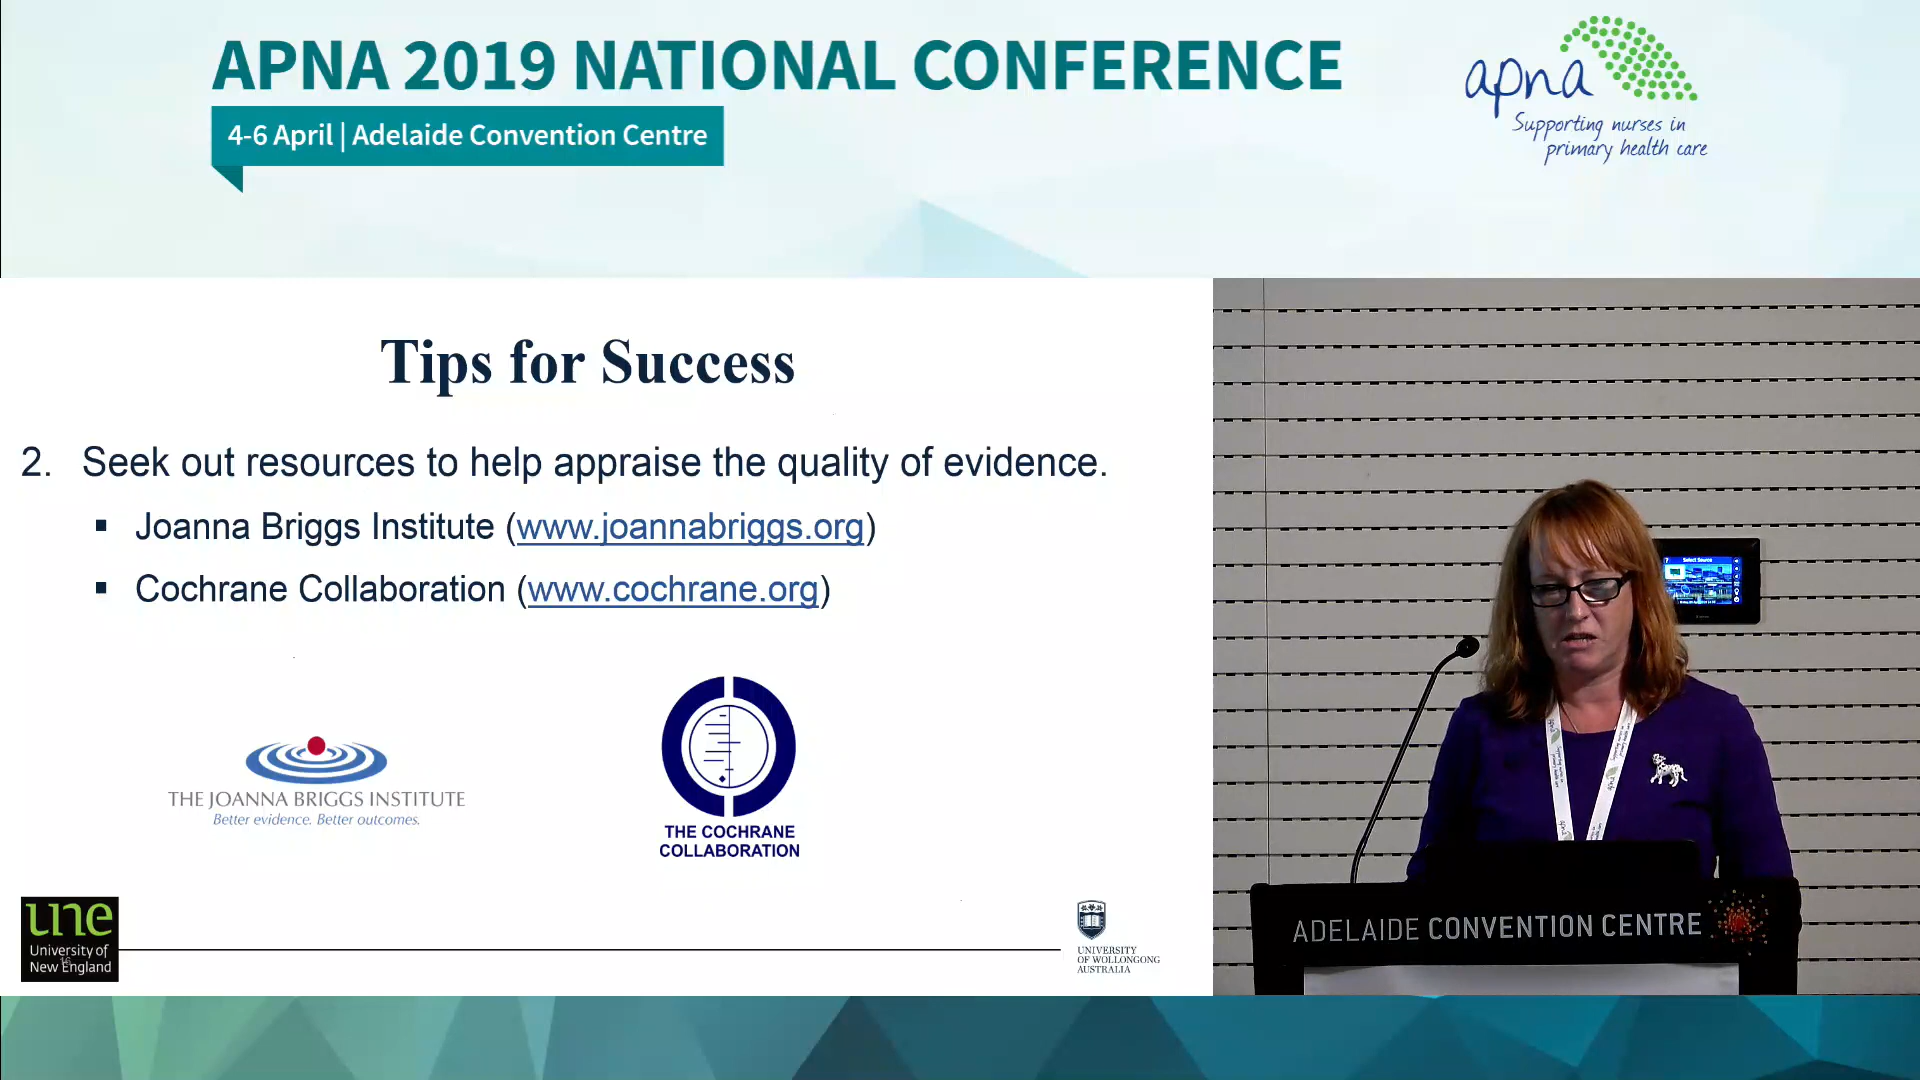 APNA 2019 NATIONAL CONFERENCE
4-6 April | Adelaide Convention Centre
apna
Supporting nurses in
primary health care
Tips for Success
2. Seek out resources to help appraise the quality of evidence.
▪ Joanna Briggs Institute (www.joannabriggs.org)
▪ Cochrane Collaboration (www.cochrane.org)
THE JOANNA BRIGGS INSTITUTE
Better evidence. Better outcomes.
THE COCHRANE
COLLABORATION
une
University of
New England
16
UNIVERSITY
OF WOLLONGONG
AUSTRALIA
Select Source
ADELAIDE CONVENTION CENTRE